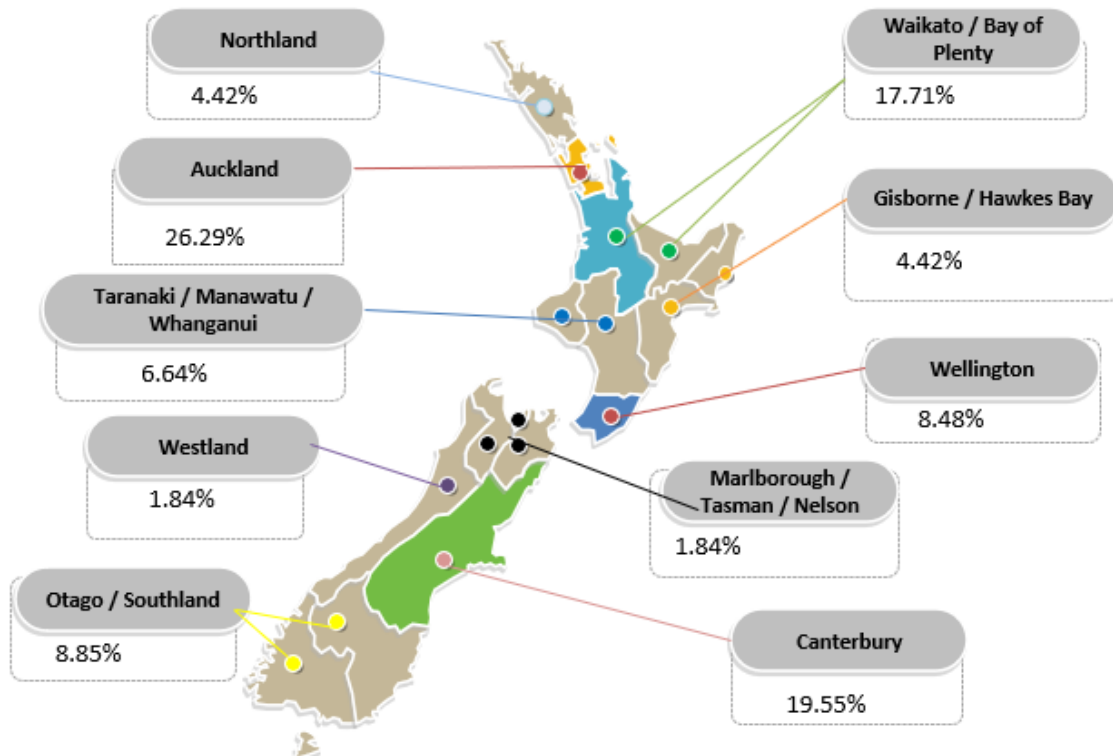 Northland
4.42%
Waikato / Bay of
Plenty
17.71%
Auckland
26.29%
Gisborne / Hawkes Bay
4.42%
Taranaki / Manawatu /
Whanganui
6.64%
Wellington
8.48%
Westland
1.84%
Marlborough /
Tasman / Nelson
1.84%
Otago / Southland
8.85%
Canterbury
19.55%